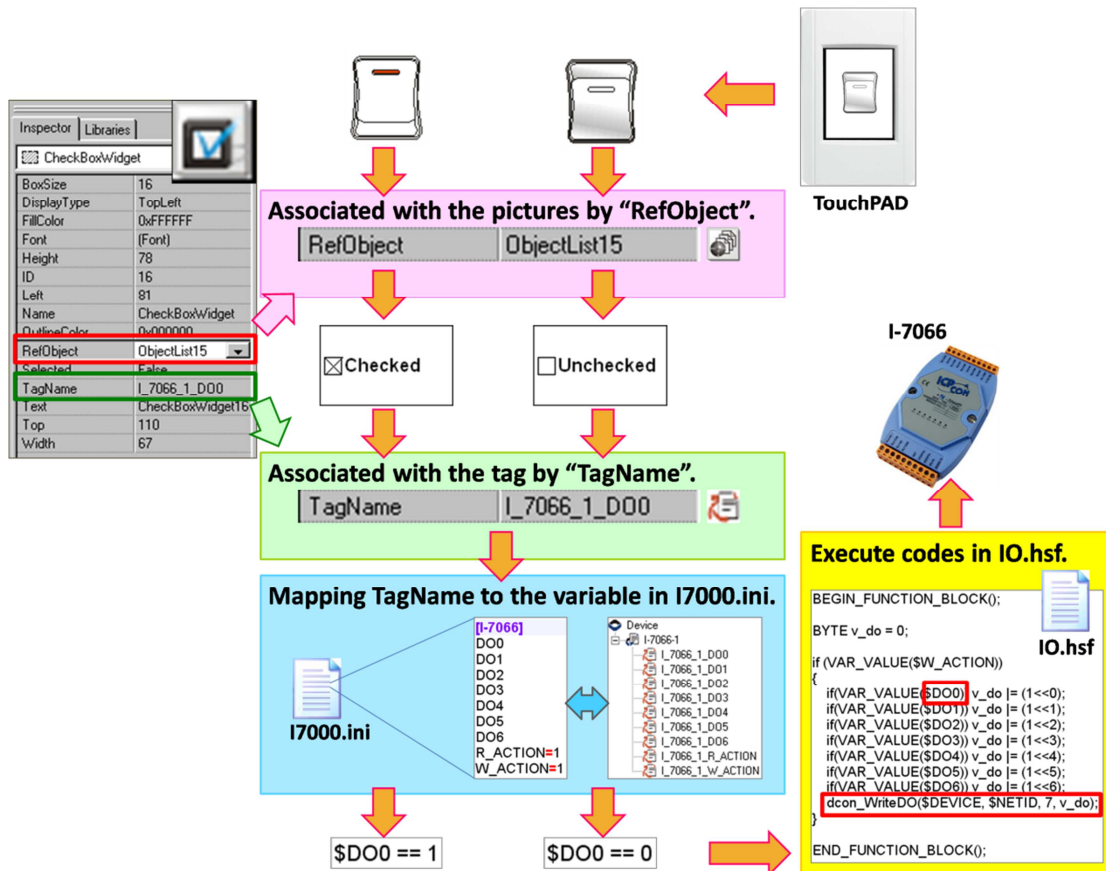 TouchPAD
Inspector
Libraries
CheckBoxWidget
BoxSize 16
DisplayType TopLeft
FillColor 0xFFFFFF
Font (Font)
Height 78
ID 16
Left 81
Name CheckBoxWidget
OutlineColor 0x000000
RefObject ObjectList15
Selected False
TagName I_7066_1_DO0
Text CheckBoxWidget16
Top 110
Width 67
Associated with the pictures by “RefObject”.
RefObject ObjectList15
Checked
Unchecked
Associated with the tag by “TagName”.
TagName I_7066_1_DO0
Mapping TagName to the variable in I7000.ini.
I7000.ini
[I-7066]
DO0
DO1
DO2
DO3
DO4
DO5
DO6
R_ACTION=1
W_ACTION=1
Device
I-7066-1
I_7066_1_DO0
I_7066_1_DO1
I_7066_1_DO2
I_7066_1_DO3
I_7066_1_DO4
I_7066_1_DO5
I_7066_1_DO6
I_7066_1_R_ACTION
I_7066_1_W_ACTION
$DO0 == 1
$DO0 == 0
I-7066
ICP
CON
Execute codes in IO.hsf.
IO.hsf
BEGIN_FUNCTION_BLOCK();
BYTE v_do = 0;
if (VAR_VALUE($W_ACTION))
{
if(VAR_VALUE($DO0)) v_do |= (1<<0);
if(VAR_VALUE($DO1)) v_do |= (1<<1);
if(VAR_VALUE($DO2)) v_do |= (1<<2);
if(VAR_VALUE($DO3)) v_do |= (1<<3);
if(VAR_VALUE($DO4)) v_do |= (1<<4);
if(VAR_VALUE($DO5)) v_do |= (1<<5);
if(VAR_VALUE($DO6)) v_do |= (1<<6);
dcon_WriteDO($DEVICE, $NETID, 7, v_do);
}
END_FUNCTION_BLOCK();